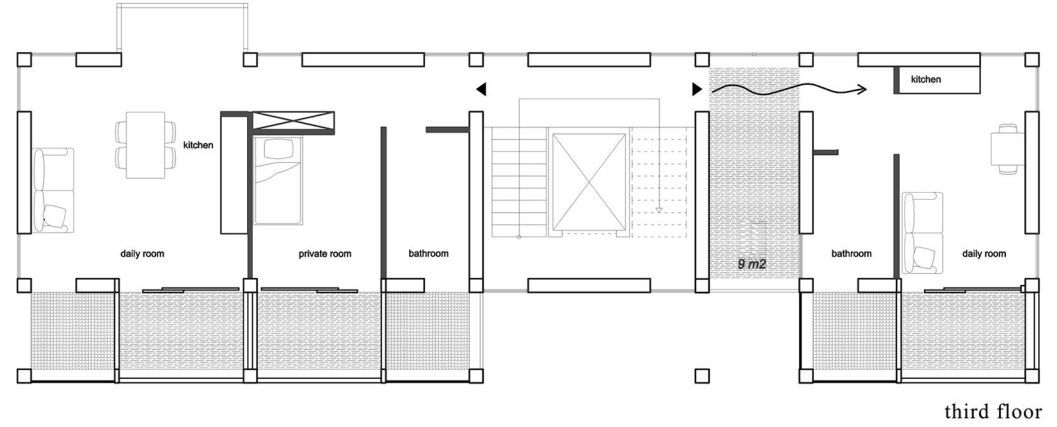 kitchen
kitchen
daily room
private room
bathroom
9 m2
bathroom
daily room
third floor